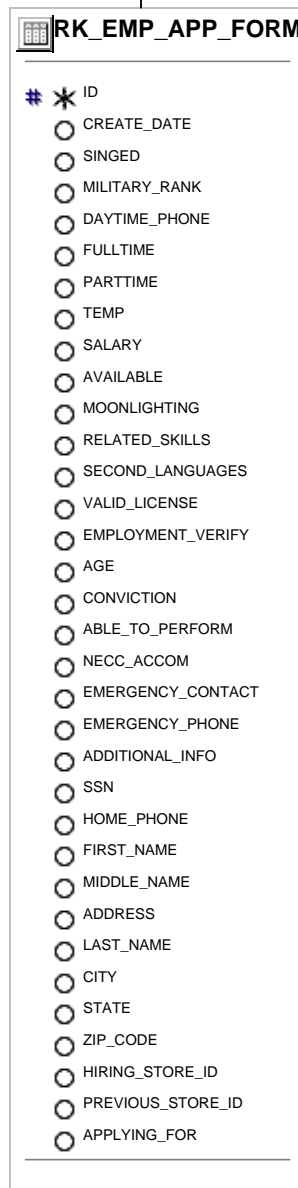 RK_EMP_APP_FORM
# * ID
CREATE_DATE
SINGED
MILITARY_RANK
DAYTIME_PHONE
FULLTIME
PARTTIME
TEMP
SALARY
AVAILABLE
MOONLIGHTING
RELATED_SKILLS
SECOND_LANGUAGES
VALID_LICENSE
EMPLOYMENT_VERIFY
AGE
CONVICTION
ABLE_TO_PERFORM
NECC_ACCOM
EMERGENCY_CONTACT
EMERGENCY_PHONE
ADDITIONAL_INFO
SSN
HOME_PHONE
FIRST_NAME
MIDDLE_NAME
ADDRESS
LAST_NAME
CITY
STATE
ZIP_CODE
HIRING_STORE_ID
PREVIOUS_STORE_ID
APPLYING_FOR